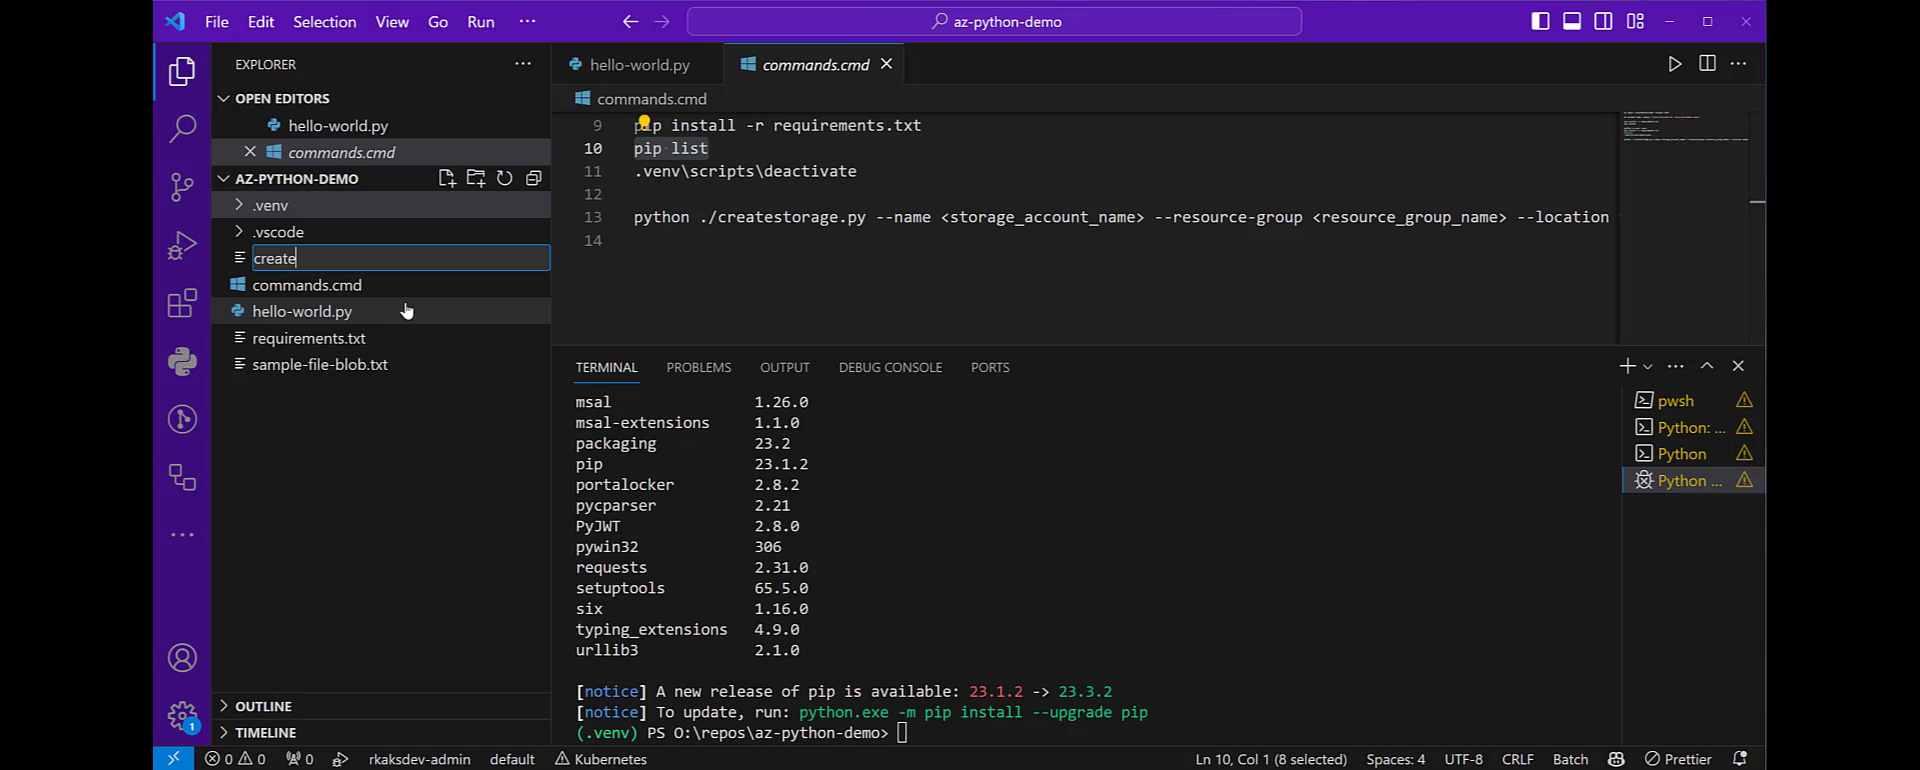 File Edit Selection View Go Run ··· az-python-demo
EXPLORER ···
OPEN EDITORS
hello-world.py
commands.cmd
AZ-PYTHON-DEMO
.venv
.vscode
create
commands.cmd
hello-world.py
requirements.txt
sample-file-blob.txt
OUTLINE
TIMELINE
hello-world.py commands.cmd
commands.cmd
9 pip install -r requirements.txt
10 pip list
11 .venv\scripts\deactivate
12
13 python ./createstorage.py --name <storage_account_name> --resource-group <resource_group_name> --location
14
TERMINAL PROBLEMS OUTPUT DEBUG CONSOLE PORTS
msal 1.26.0
msal-extensions 1.1.0
packaging 23.2
pip 23.1.2
portalocker 2.8.2
pycparser 2.21
PyJWT 2.8.0
pywin32 306
requests 2.31.0
setuptools 65.5.0
six 1.16.0
typing_extensions 4.9.0
urllib3 2.1.0
[notice] A new release of pip is available: 23.1.2 -> 23.3.2
[notice] To update, run: python.exe -m pip install --upgrade pip
(.venv) PS O:\repos\az-python-demo>
pwsh
Python: ...
Python
Python ...
1
0 0 0 rkaksdev-admin default Kubernetes Ln 10, Col 1 (8 selected) Spaces: 4 UTF-8 CRLF Batch Prettier